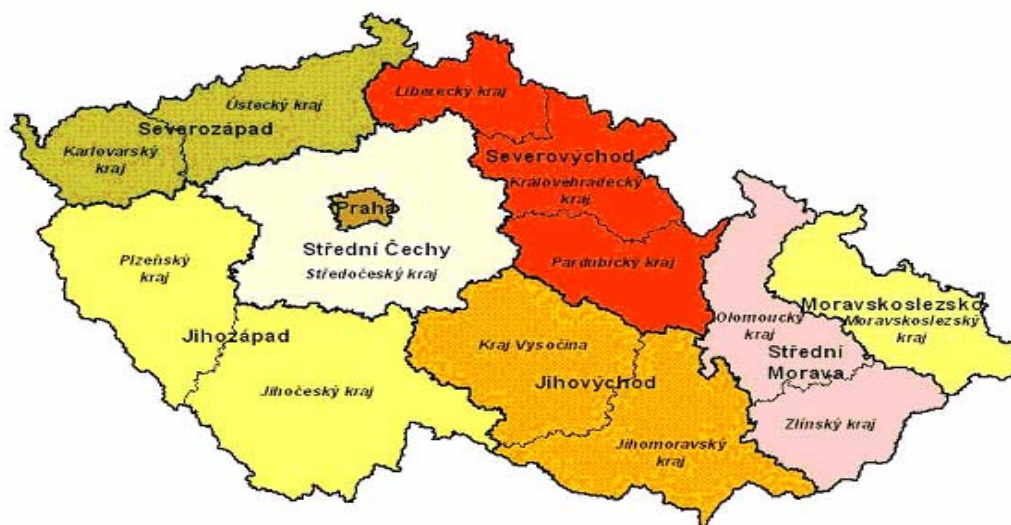 Liberecký kraj
Ústecký kraj
Severozápad
Karlovarský
kraj
Severovýchod
Královehradecký
kraj
Praha
Střední Čechy
Středočeský kraj
Plzeňský
kraj
Pardubický kraj
Moravskoslezsko
Moravskoslezský
kraj
Olomoucký
kraj
Střední
Morava
Jihozápad
Kraj Vysočina
Jihovýchod
Jihočeský kraj
Zlínský kraj
Jihomoravský
kraj